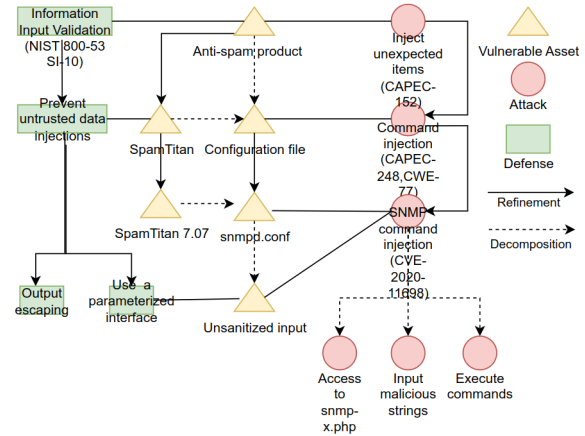 Information
Input Validation
(NIST 800-53
SI-10)
Anti-spam product
Inject
unexpected
items
(CAPEC-
152)
Vulnerable Asset
Attack
Prevent
untrusted data
injections
SpamTitan
Configuration file
Command
injection
(CAPEC-
248,CWE-
77)
Defense
Refinement
Decomposition
SpamTitan 7.07
snmpd.conf
SNMP
command
injection
(CVE-
2020-
11698)
Output
escaping
Use a
parameterized
interface
Unsanitized input
Access
to
snmp-
x.php
Input
malicious
strings
Execute
commands